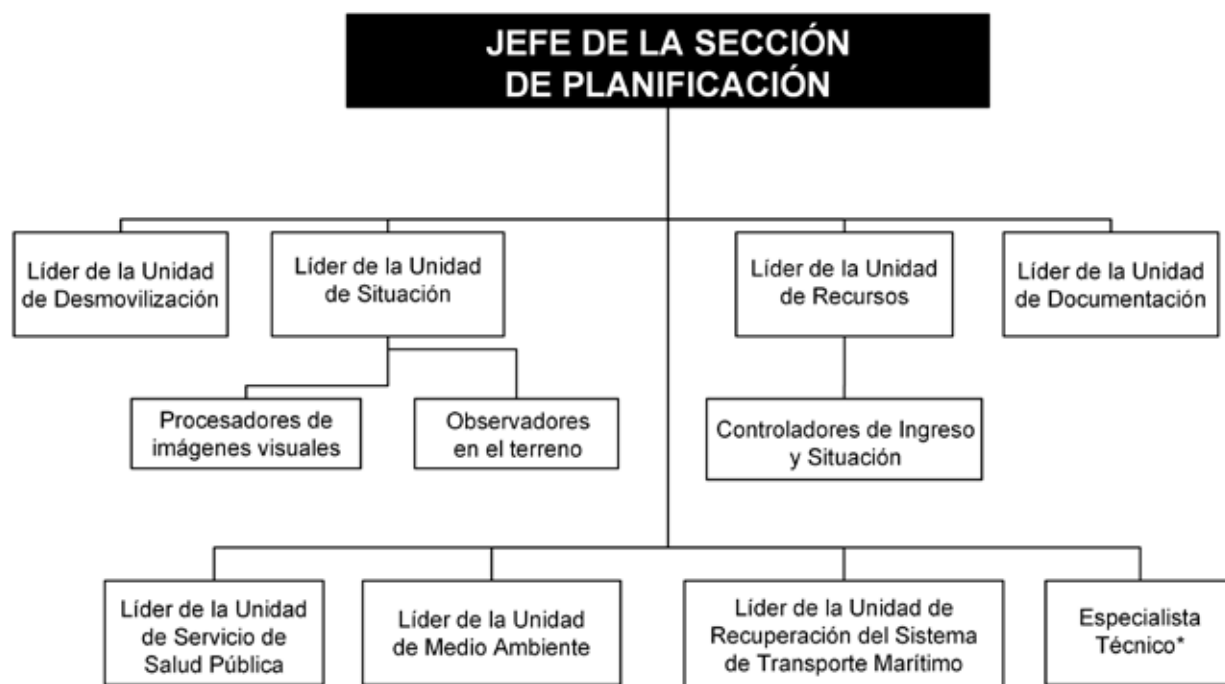 JEFE DE LA SECCIÓN
DE PLANIFICACIÓN
Líder de la Unidad
de Desmovilización
Líder de la Unidad
de Situación
Líder de la Unidad
de Recursos
Líder de la Unidad
de Documentación
Procesadores de
imágenes visuales
Observadores
en el terreno
Controladores de Ingreso
y Situación
Líder de la Unidad
de Servicio de
Salud Pública
Líder de la Unidad
de Medio Ambiente
Líder de la Unidad de
Recuperación del Sistema
de Transporte Marítimo
Especialista
Técnico*